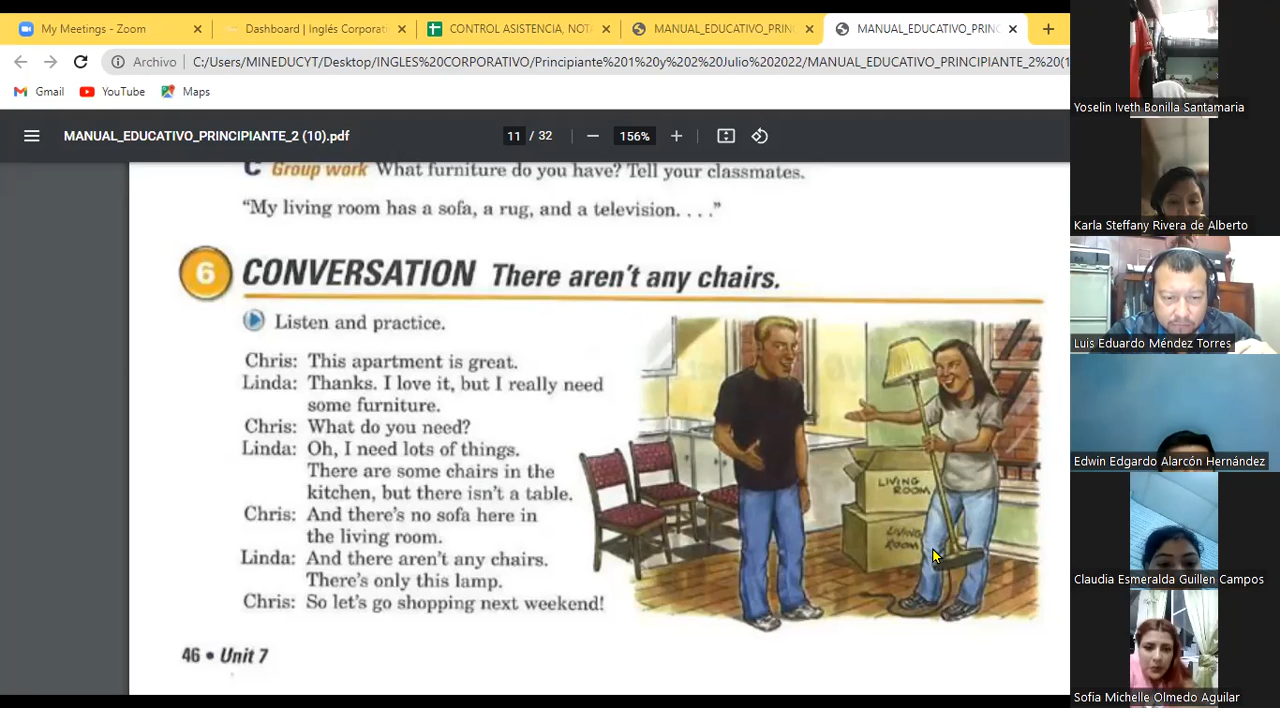 My Meetings - Zoom
Dashboard | Inglés Corporati
CONTROL ASISTENCIA, NOTA
MANUAL_EDUCATIVO_PRIN
MANUAL_EDUCATIVO_PRINC
Archivo
C:/Users/MINEDUCYT/Desktop/INGLES%20CORPORATIVO/Principiante%201%20y%202%20Julio%202022/MANUAL_EDUCATIVO_PRINCIPIANTE_2%20(1
Gmail
YouTube
Maps
MANUAL_EDUCATIVO_PRINCIPIANTE_2 (10).pdf
11 / 32
156%
C Group work What furniture do you have? Tell your classmates.
"My living room has a sofa, a rug, and a television. . . ."
6 CONVERSATION There aren't any chairs.
Listen and practice.
Chris: This apartment is great.
Linda: Thanks. I love it, but I really need
some furniture.
Chris: What do you need?
Linda: Oh, I need lots of things.
There are some chairs in the
kitchen, but there isn't a table.
Chris: And there's no sofa here in
the living room.
Linda: And there aren't any chairs.
There's only this lamp.
Chris: So let's go shopping next weekend!
LIVING
ROOM
LIVING
ROOM
46 • Unit 7
Yoselin Iveth Bonilla Santamaria
Karla Steffany Rivera de Alberto
Luis Eduardo Méndez Torres
Edwin Edgardo Alarcón Hernández
Claudia Esmeralda Guillen Campos
Sofía Michelle Olmedo Aguilar